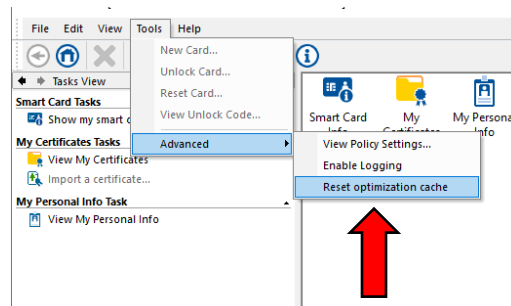 File Edit View Tools Help
New Card...
Unlock Card...
Reset Card...
View Unlock Code...
Advanced
View Policy Settings...
Enable Logging
Reset optimization cache
Tasks View
Smart Card Tasks
Show my smart c
My Certificates Tasks
View My Certificates
Import a certificate...
My Personal Info Task
View My Personal Info
Smart Card
Info
My
Certificates
My Persona
Info